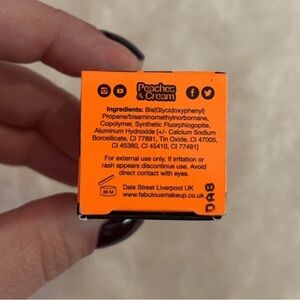 Peaches
& Cream
Ingredients: Bis(Glycidoxyphenyl)
Propane/bisaminomethylnorbornane,
Copolymer, Synthetic Fluorphlogopite,
Aluminum Hydroxide [+/- Calcium Sodium
Borosilicate, CI 77891, Tin Oxide, CI 47005,
CI 45380, CI 45410, CI 77491]
For external use only. If irritation or
rash appears discontinue use. Avoid
direct contact with eyes.
36 M
Dale Street Liverpool UK
www.fabulousmakeup.co.uk